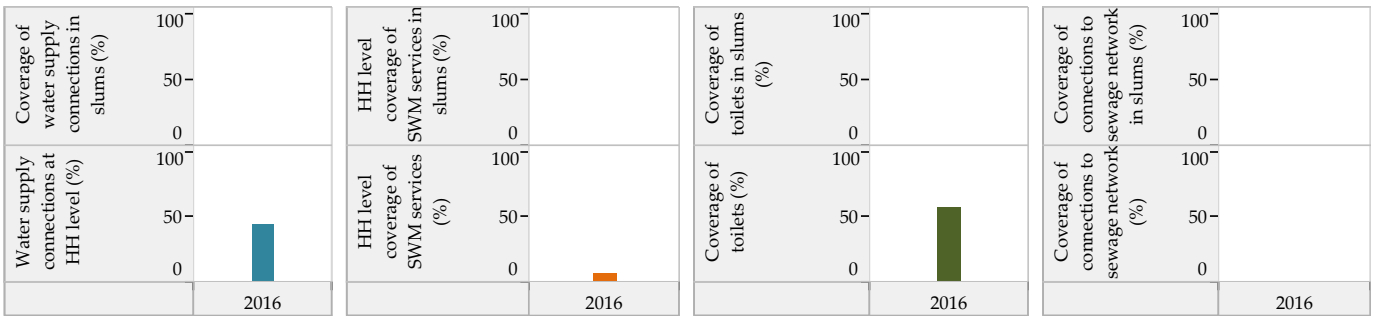 Coverage of
water supply
connections in
slums (%)
100
50
0
Water supply
connections at
HH level (%)
100
50
0
2016
HH level
coverage of
SWM services in
slums (%)
100
50
0
HH level
coverage of
SWM services
(%)
100
50
0
2016
Coverage of
toilets in slums
(%)
100
50
0
Coverage of
toilets (%)
100
50
0
2016
Coverage of
connections to
sewage network
in slums (%)
100
50
0
Coverage of
connections to
sewage network
(%)
100
50
0
2016